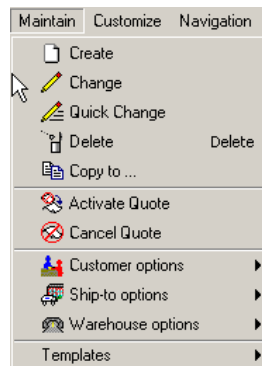 Maintain Customize Navigation
Create
Change
Quick Change
Delete Delete
Copy to ...
Activate Quote
Cancel Quote
Customer options
Ship-to options
Warehouse options
Templates